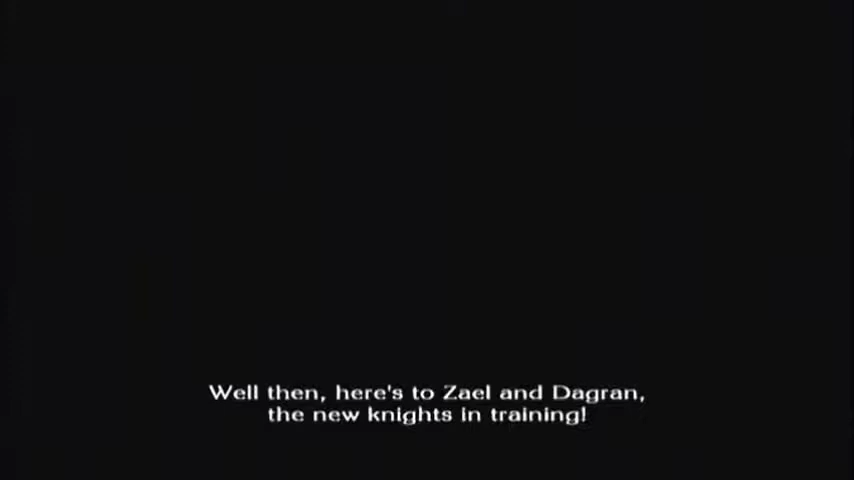 Well then, here's to Zael and Dagran,
the new knights in training!